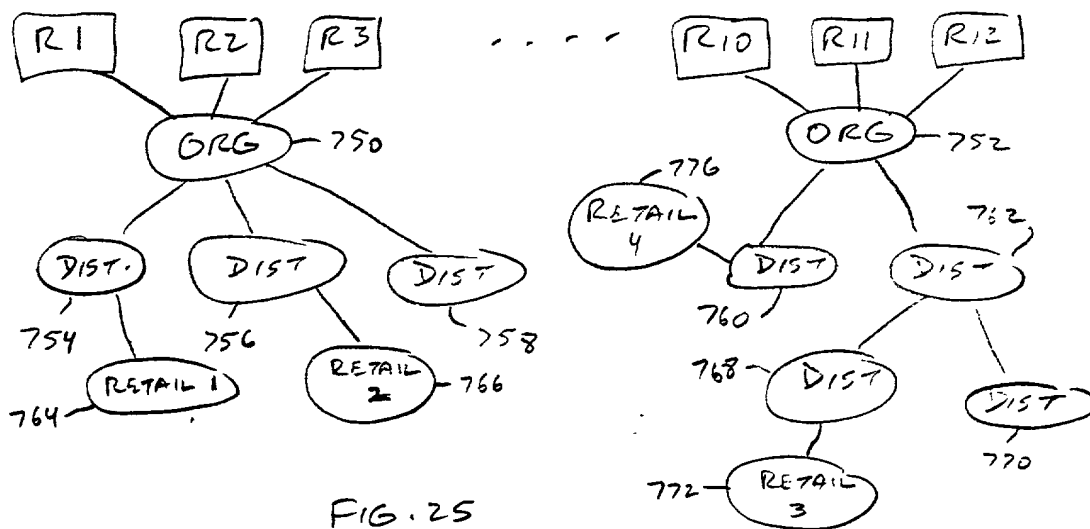 R1 R2 R3 . . . . R10 R11 R12
ORG 750 ORG 752
776
RETAIL
4
762
DIST. DIST DIST DIST DIST
754 756 758 760
RETAIL 1 RETAIL
2 768 DIST DIST
764 766 770
772 RETAIL
3
FIG. 25